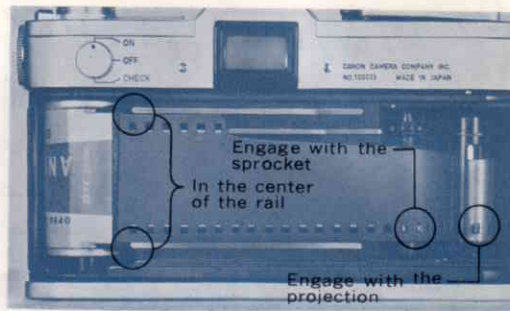 ON
OFF
CHECK
CANON CAMERA COMPANY INC.
MADE IN JAPAN
Engage with the
sprocket
In the center
of the rail
Engage with the
projection